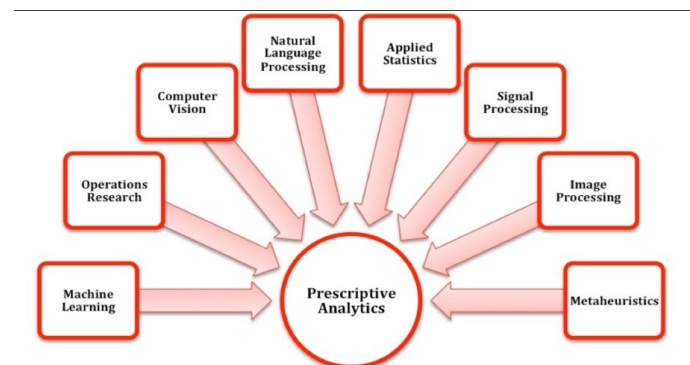 Natural
Language
Processing
Applied
Statistics
Computer
Vision
Signal
Processing
Operations
Research
Image
Processing
Machine
Learning
Prescriptive
Analytics
Metaheuristics